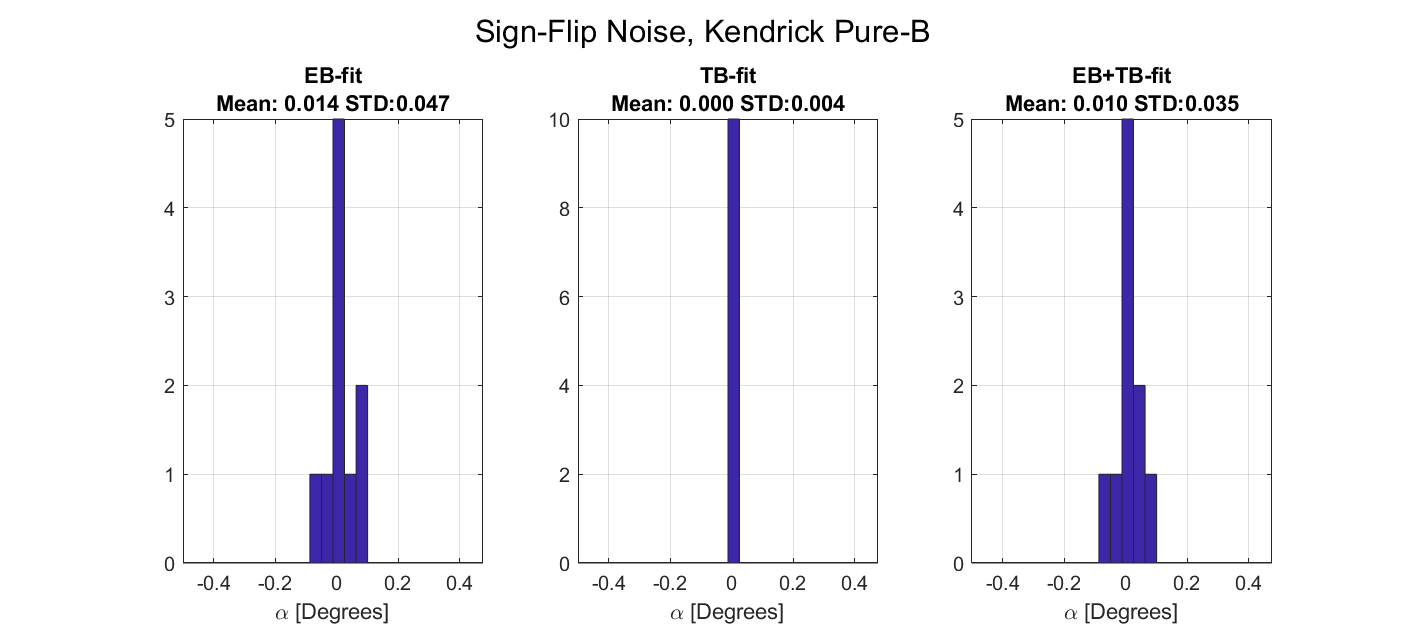 Sign-Flip Noise, Kendrick Pure-B
EB-fit
Mean: 0.014 STD:0.047
5
4
3
2
1
0
-0.4 -0.2 0 0.2 0.4
α [Degrees]
TB-fit
Mean: 0.000 STD:0.004
10
8
6
4
2
0
-0.4 -0.2 0 0.2 0.4
α [Degrees]
EB+TB-fit
Mean: 0.010 STD:0.035
5
4
3
2
1
0
-0.4 -0.2 0 0.2 0.4
α [Degrees]